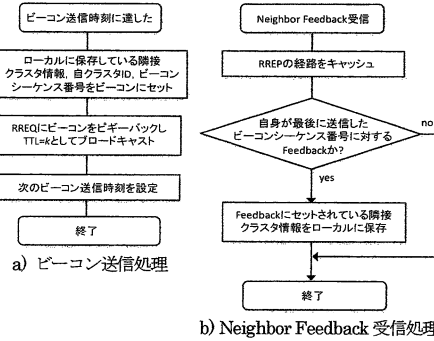 ビーコン送信時刻に達した
ローカルに保存している隣接
クラスタ情報，自クラスタID，ビーコン
シーケンス番号をビーコンにセット
RREQにビーコンをピギーバックし
TTL=kとしてブロードキャスト
次のビーコン送信時刻を設定
終了
a) ビーコン送信処理
Neighbor Feedback受信
RREPの経路をキャッシュ
自身が最後に送信した
ビーコンシーケンス番号に対する
Feedbackか?
no
yes
Feedbackにセットされている隣接
クラスタ情報をローカルに保存
終了
b) Neighbor Feedback 受信処理